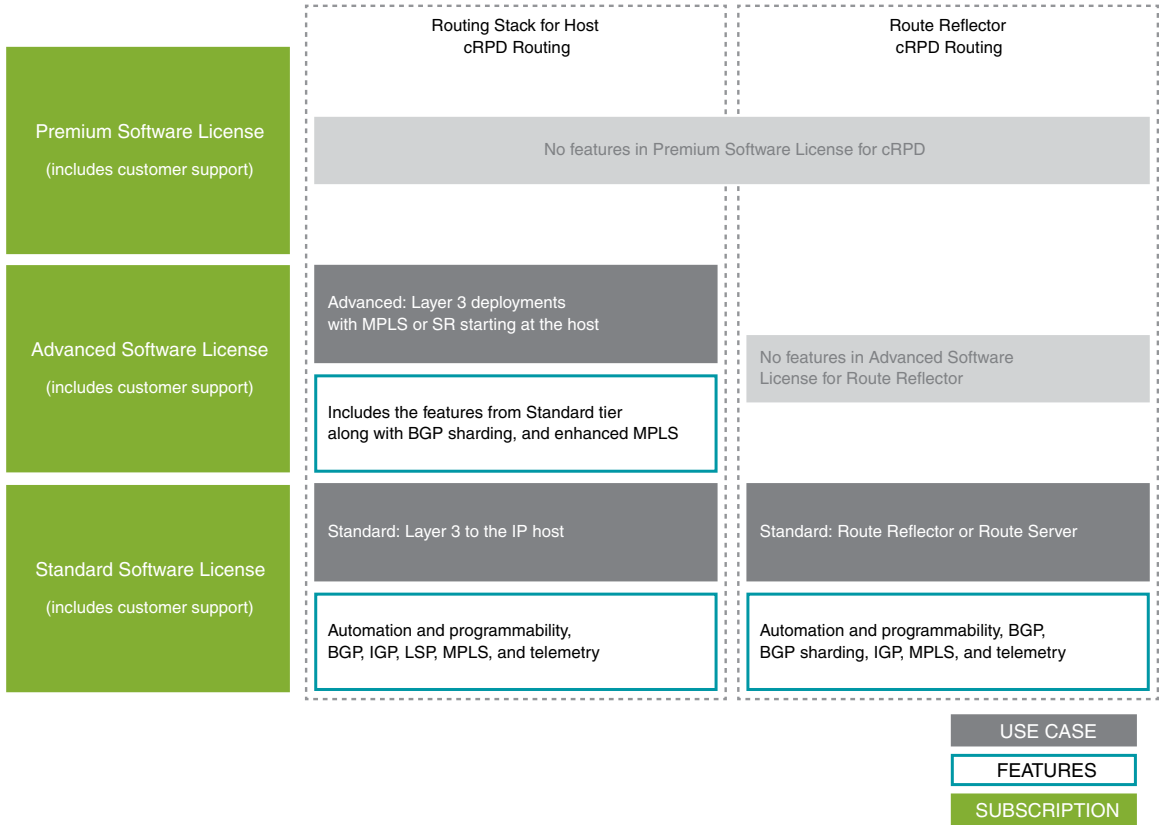 Routing Stack for Host
cRPD Routing
Route Reflector
cRPD Routing
Premium Software License
(includes customer support)
No features in Premium Software License for cRPD
Advanced Software License
(includes customer support)
Advanced: Layer 3 deployments
with MPLS or SR starting at the host
Includes the features from Standard tier
along with BGP sharding, and enhanced MPLS
No features in Advanced Software
License for Route Reflector
Standard Software License
(includes customer support)
Standard: Layer 3 to the IP host
Automation and programmability,
BGP, IGP, LSP, MPLS, and telemetry
Standard: Route Reflector or Route Server
Automation and programmability, BGP,
BGP sharding, IGP, MPLS, and telemetry
USE CASE
FEATURES
SUBSCRIPTION